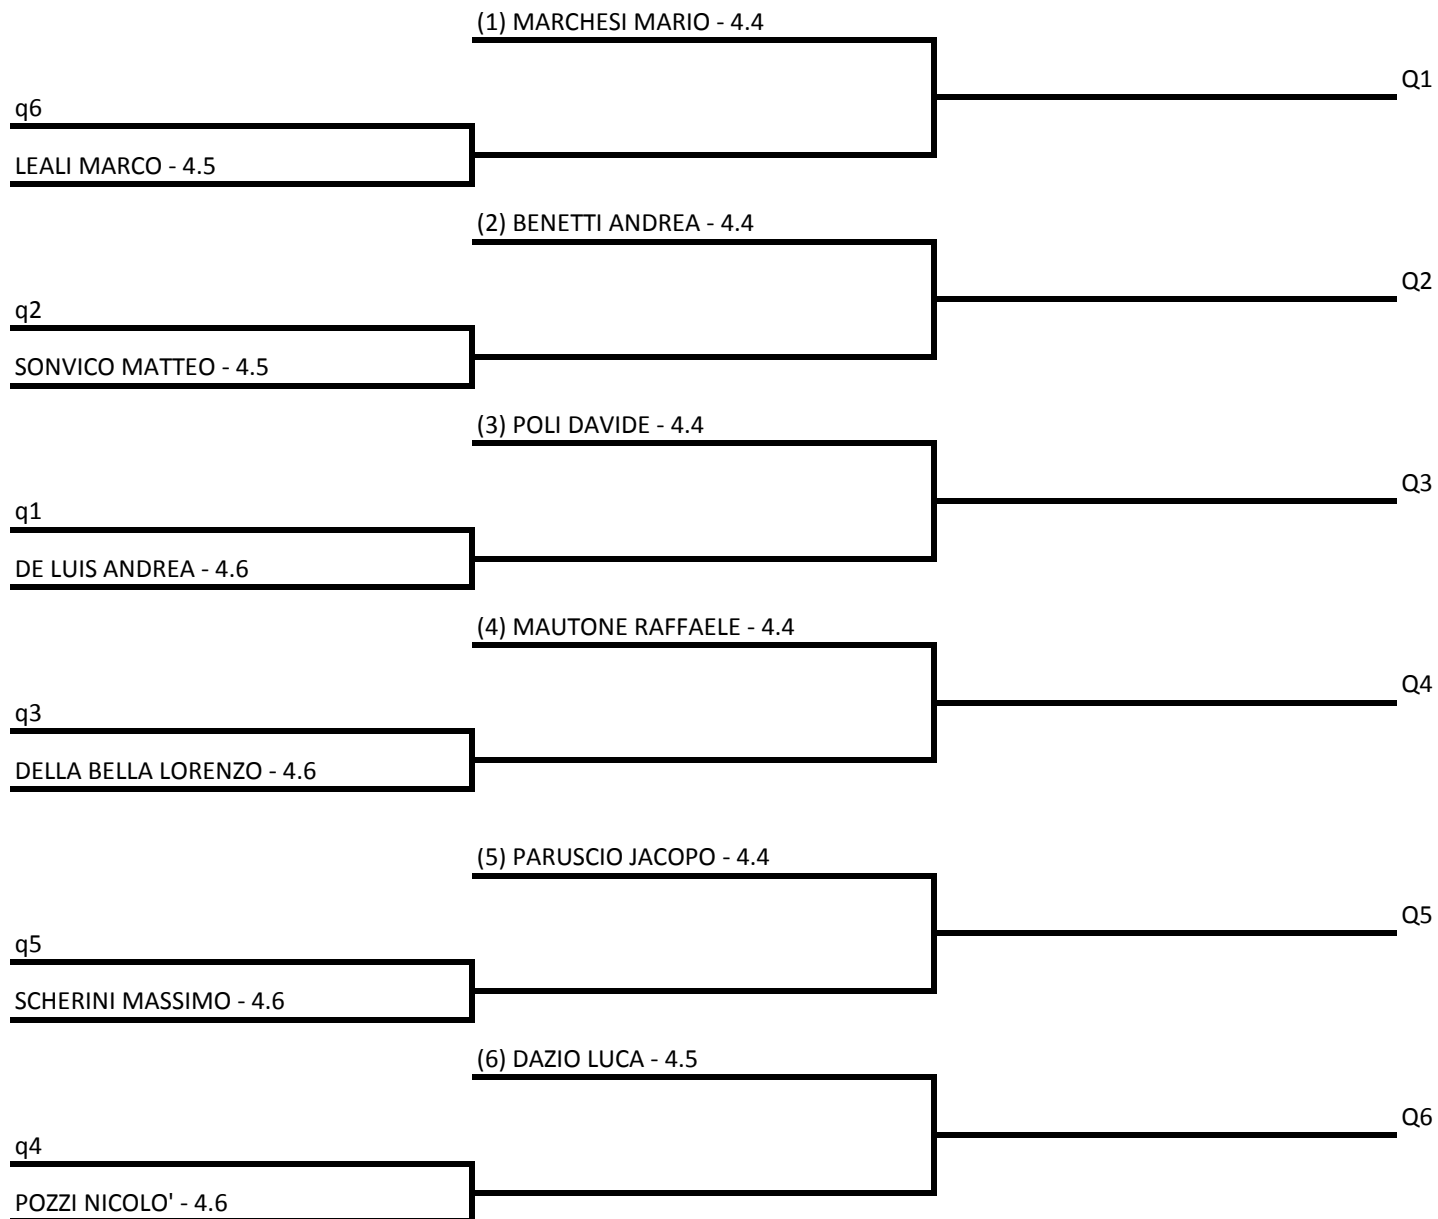 (1) MARCHESI MARIO - 4.4
Q1
q6
LEALI MARCO - 4.5
(2) BENETTI ANDREA - 4.4
Q2
q2
SONVICO MATTEO - 4.5
(3) POLI DAVIDE - 4.4
Q3
q1
DE LUIS ANDREA - 4.6
(4) MAUTONE RAFFAELE - 4.4
Q4
q3
DELLA BELLA LORENZO - 4.6
(5) PARUSCIO JACOPO - 4.4
Q5
q5
SCHERINI MASSIMO - 4.6
(6) DAZIO LUCA - 4.5
Q6
q4
POZZI NICOLO' - 4.6